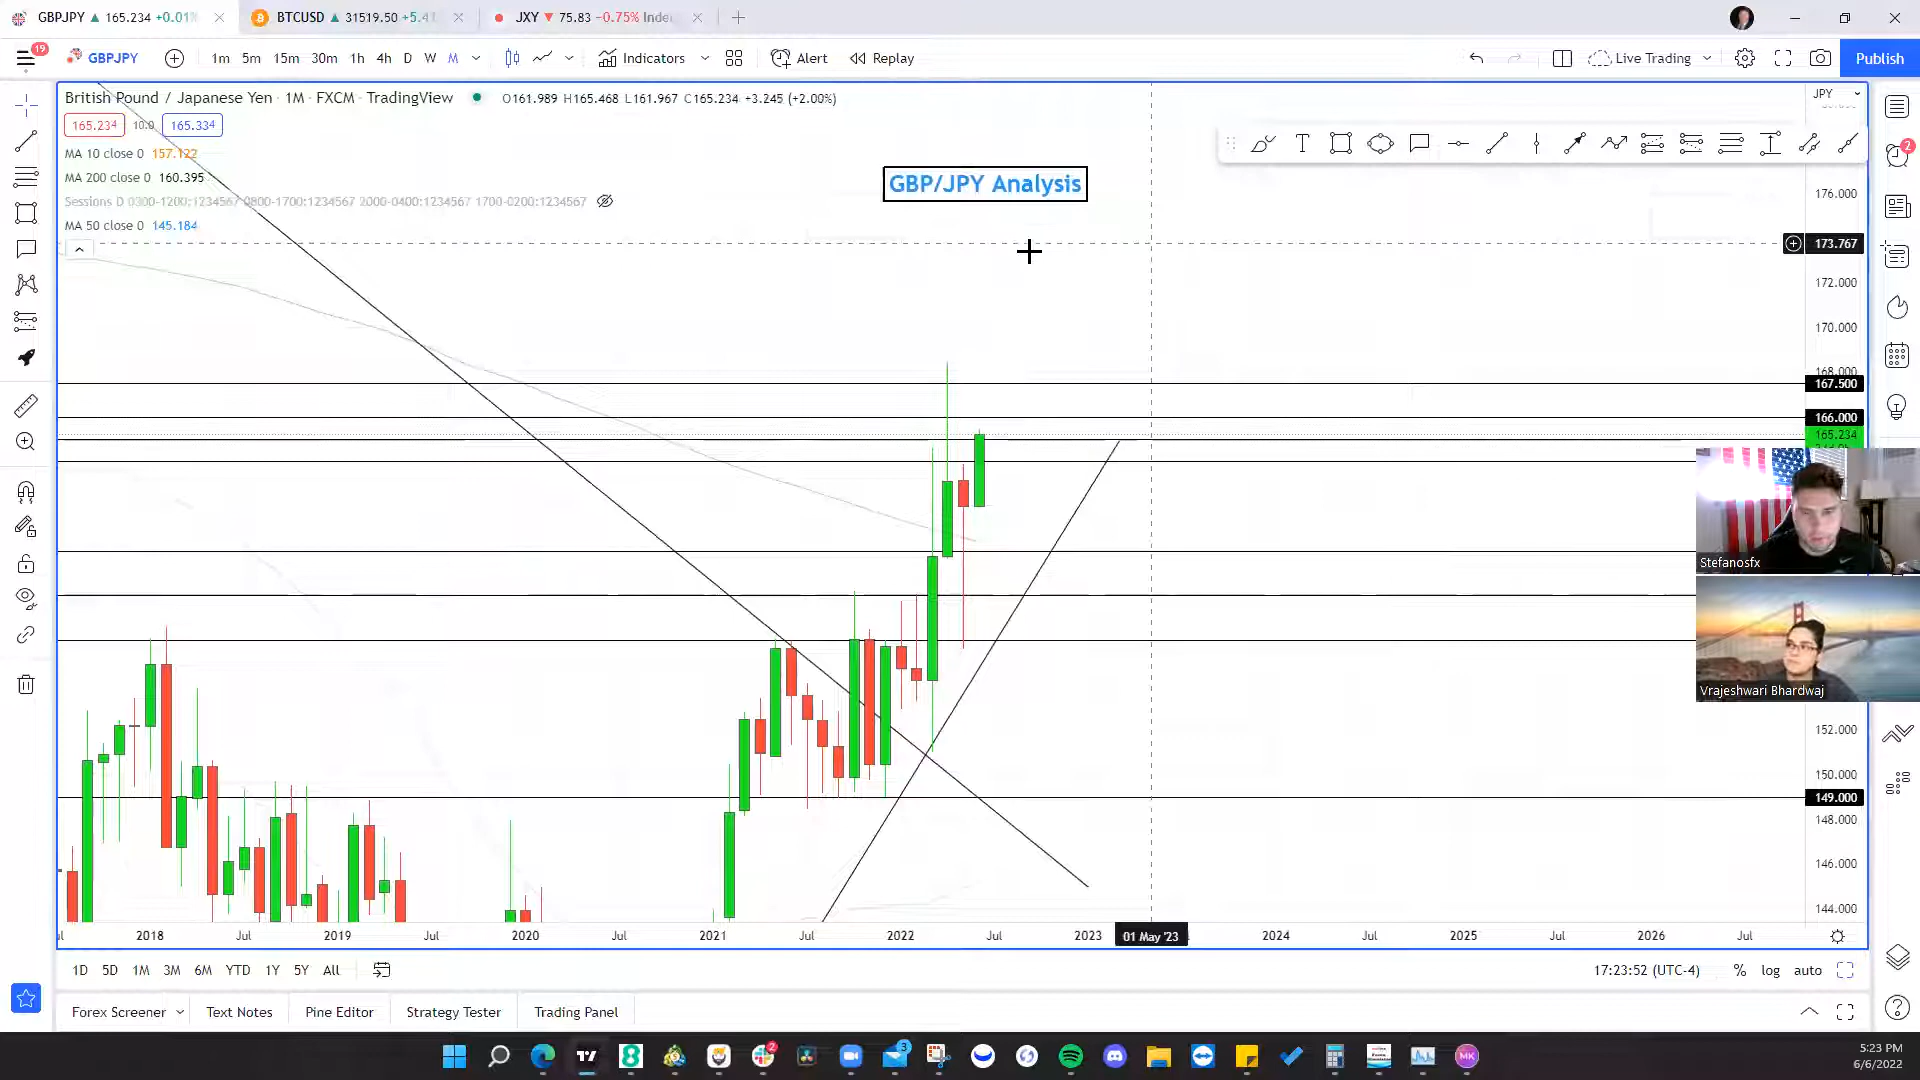 GBPJPY ▲ 165.234 +0.01%
BTCUSD ▲ 31519.50 +5.41
JXY ▼ 75.83 −0.75% Inde
19
GBPJPY
1m 5m 15m 30m 1h 4h D W M
Indicators
Alert
Replay
Live Trading
Publish
British Pound / Japanese Yen · 1M · FXCM · TradingView
O161.989 H165.468 L161.967 C165.234 +3.245 (+2.00%)
JPY
165.234 10.0 165.334
MA 10 close 0 157.122
MA 200 close 0 160.395
Sessions D 0300-1200:1234567 0800-1700:1234567 2000-0400:1234567 1700-0200:1234567
MA 50 close 0 145.184
GBP/JPY Analysis
2
176.000
173.767
172.000
170.000
168.000
167.500
166.000
165.234
Stefanosfx
Vrajeshwari Bhardwaj
152.000
150.000
149.000
148.000
146.000
144.000
2018 Jul 2019 Jul 2020 Jul 2021 Jul 2022 Jul 2023 01 May '23 2024 Jul 2025 Jul 2026 Jul
1D 5D 1M 3M 6M YTD 1Y 5Y All
17:23:52 (UTC-4) % log auto
Forex Screener Text Notes Pine Editor Strategy Tester Trading Panel
2
3
MK
5:23 PM
6/6/2022